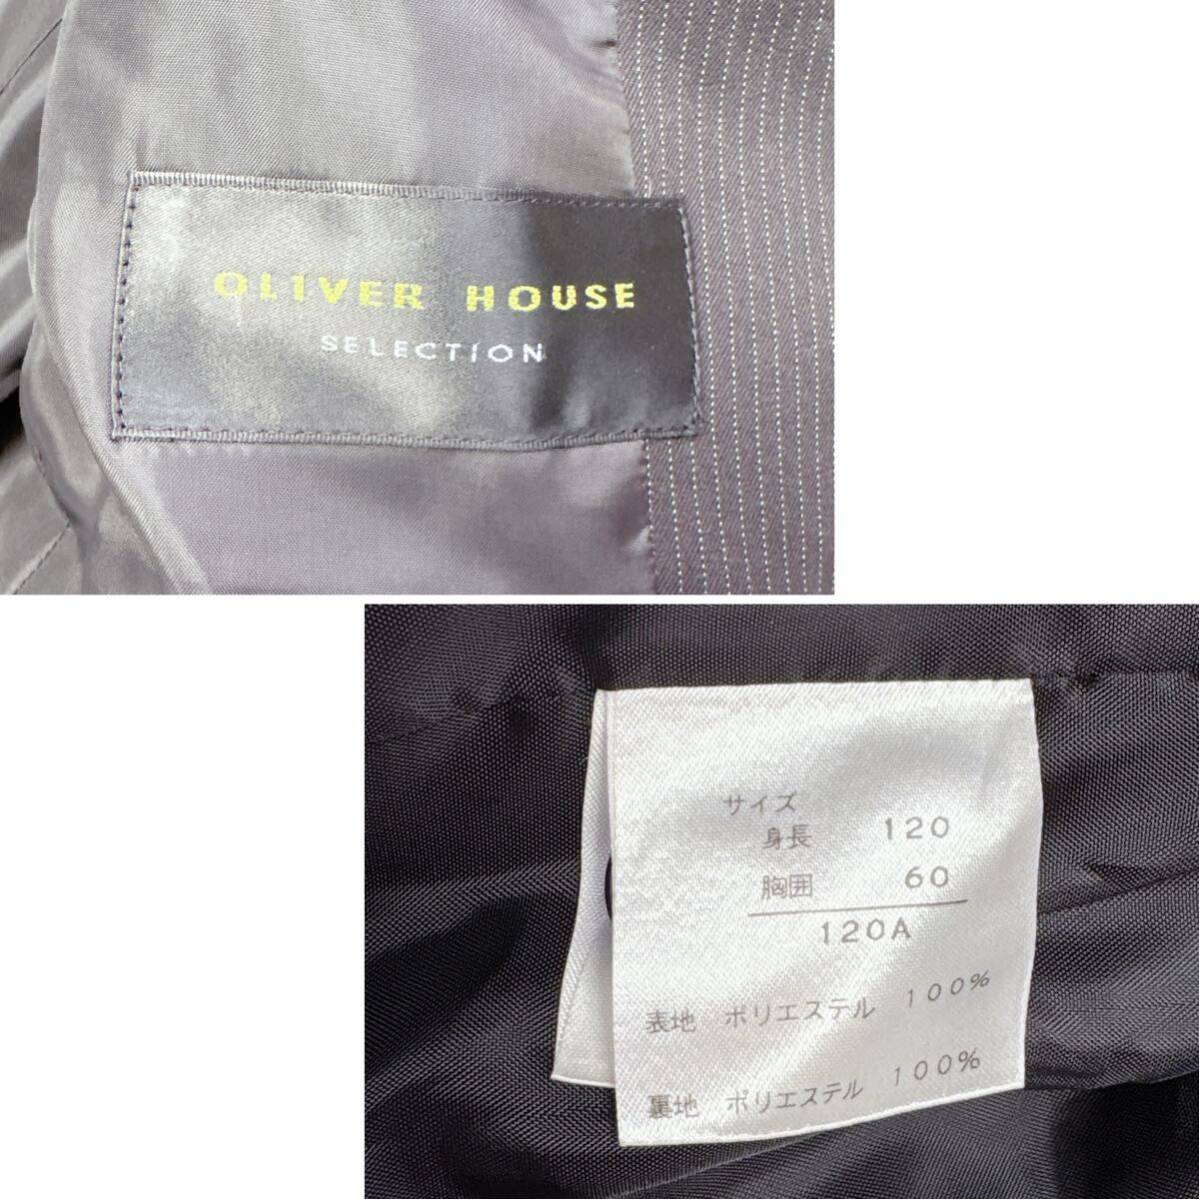 OLIVER HOUSE
SELECTION
サイズ
身長 120
胸囲 60
120A
表地 ポリエステル 100%
裏地 ポリエステル 100%